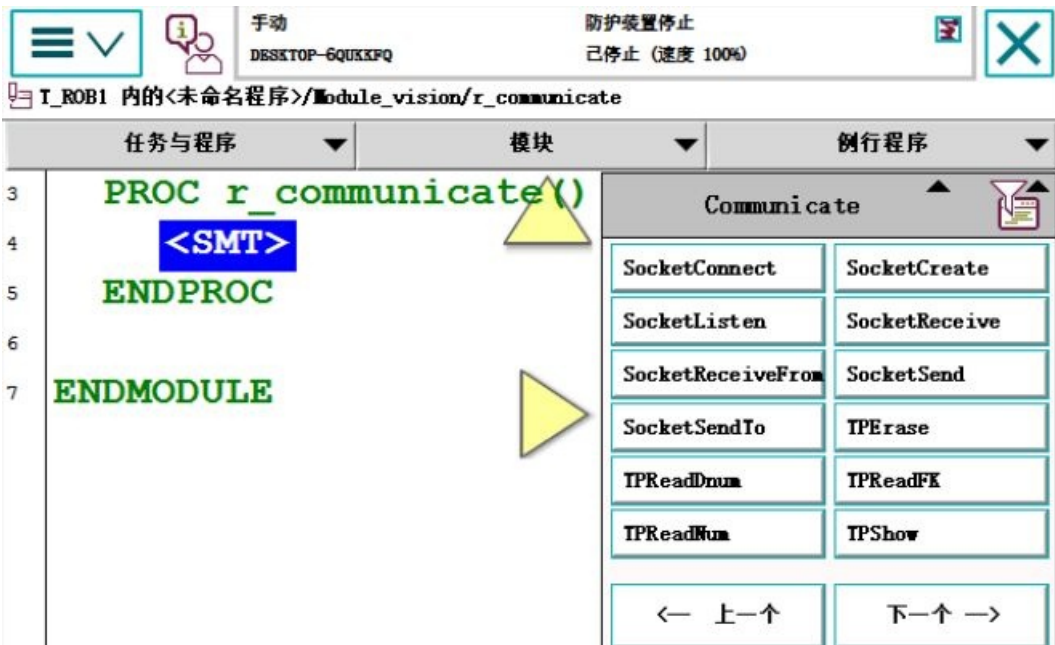 手动 防护装置停止
DESKTOP-6QUKKFQ 己停止 (速度 100%)
T_ROB1 内的<未命名程序>/Module_vision/r_communicate
任务与程序 模块 例行程序
3 PROC r_communicate()
4 <SMT>
5 ENDPROC
6
7 ENDMODULE
Communicate
SocketConnect SocketCreate
SocketListen SocketReceive
SocketReceiveFrom SocketSend
SocketSendTo TPErase
TPReadDnum TPReadFK
TPReadNum TPShow
<— 上一个 下一个 —>